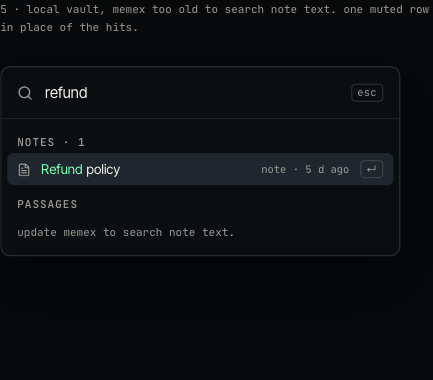 5 · local vault, memex too old to search note text. one muted row
in place of the hits.
refund
esc
NOTES · 1
Refund policy
note · 5 d ago
↵
PASSAGES
update memex to search note text.